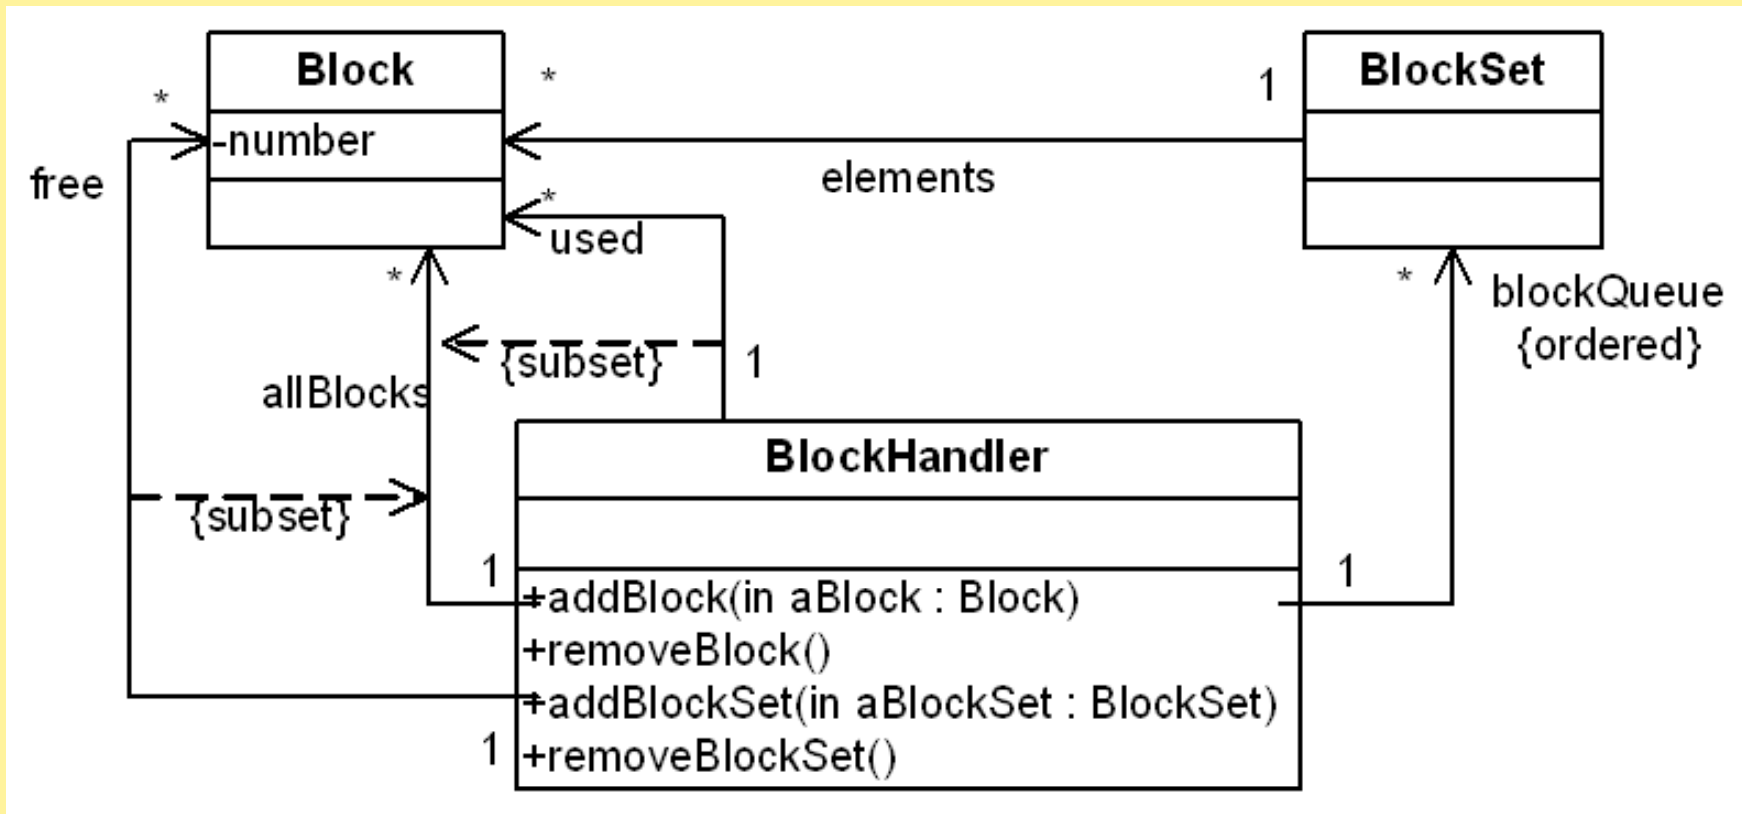 Block
*
*
1
BlockSet
-number
free
elements
*
used
*
*
blockQueue
{ordered}
{subset}
1
allBlocks
BlockHandler
{subset}
1
1
+addBlock(in aBlock : Block)
+removeBlock()
+addBlockSet(in aBlockSet : BlockSet)
1
+removeBlockSet()